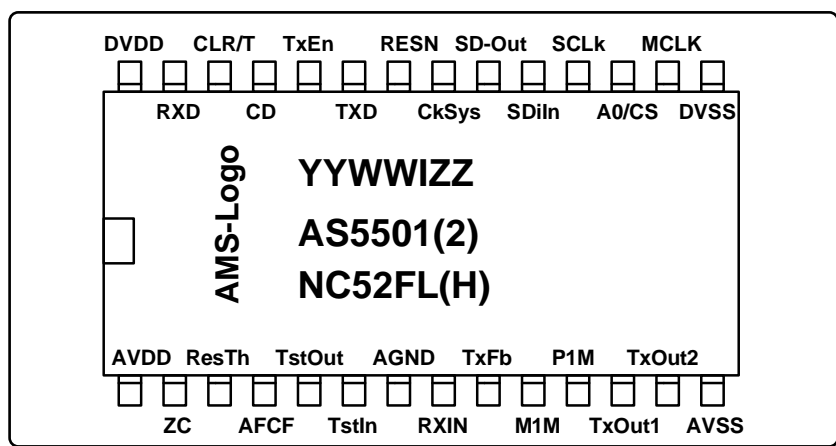 DVDD CLR/T TxEn RESN SD-Out SCLk MCLK
RXD CD TXD CkSys SDiIn A0/CS DVSS
AMS-Logo
YYWWIZZ
AS5501(2)
NC52FL(H)
AVDD ResTh TstOut AGND TxFb P1M TxOut2
ZC AFCF TstIn RXIN M1M TxOut1 AVSS